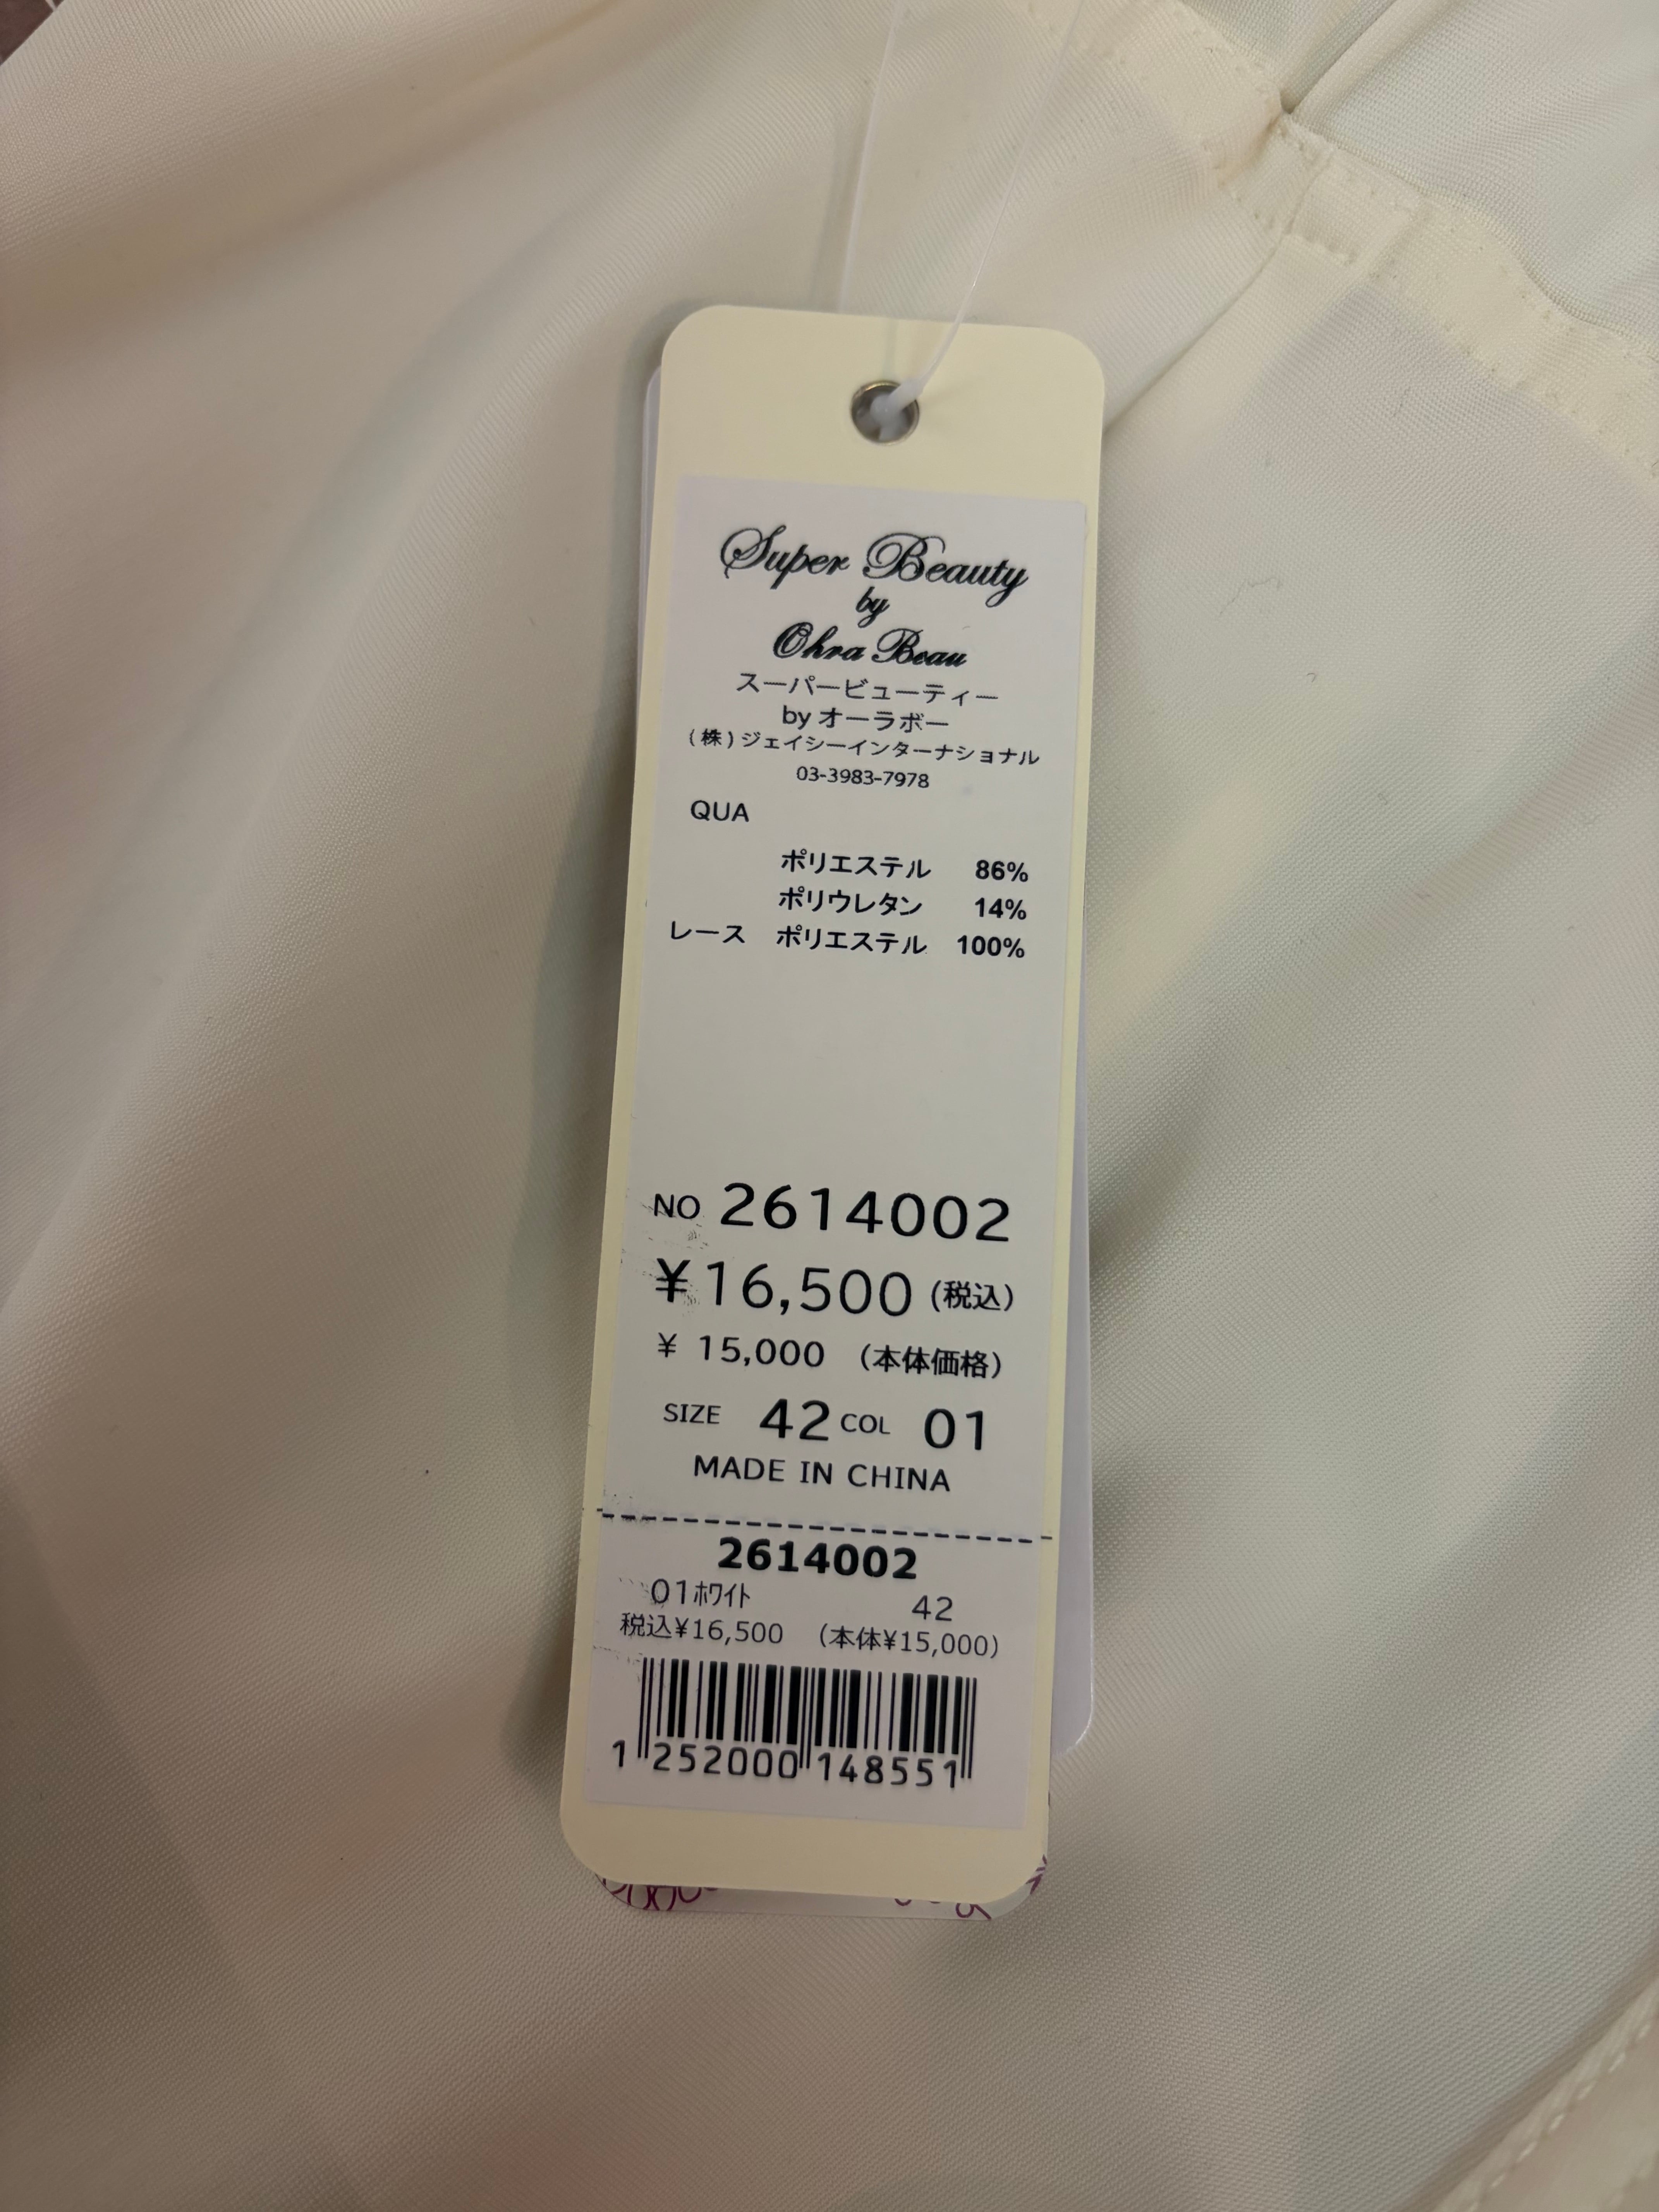 Super Beauty
by
Ohra Beau
スーパービューティー
by オーラボー
(株)ジェイシーインターナショナル
03-3983-7978
QUA
ポリエステル 86%
ポリウレタン 14%
レース ポリエステル 100%
NO 2614002
¥16,500 (税込)
¥ 15,000 (本体価格)
SIZE 42 COL 01
MADE IN CHINA
2614002
01ﾎﾜｲﾄ 42
税込¥16,500 (本体¥15,000)
1 252000 148551